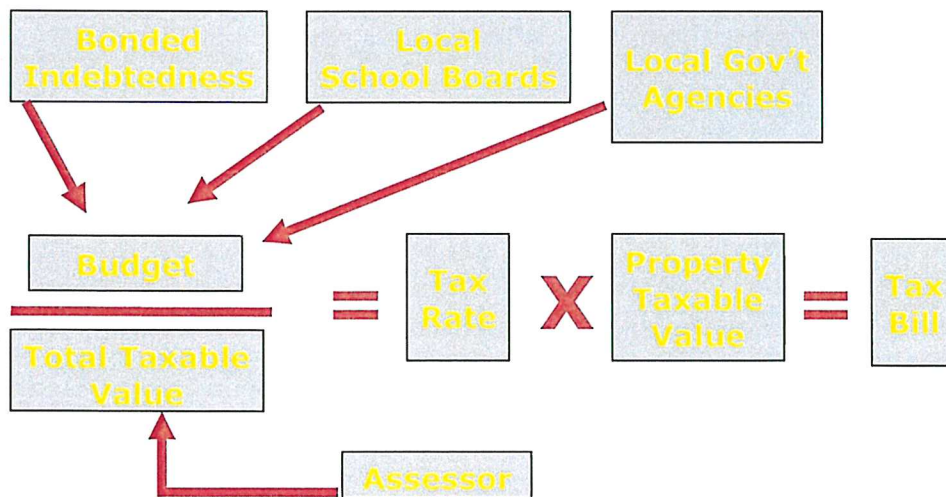 Bonded
Indebtedness
Local
School Boards
Local Gov't
Agencies
Budget
Total Taxable
Value
=
Tax
Rate
X
Property
Taxable
Value
=
Tax
Bill
Assessor